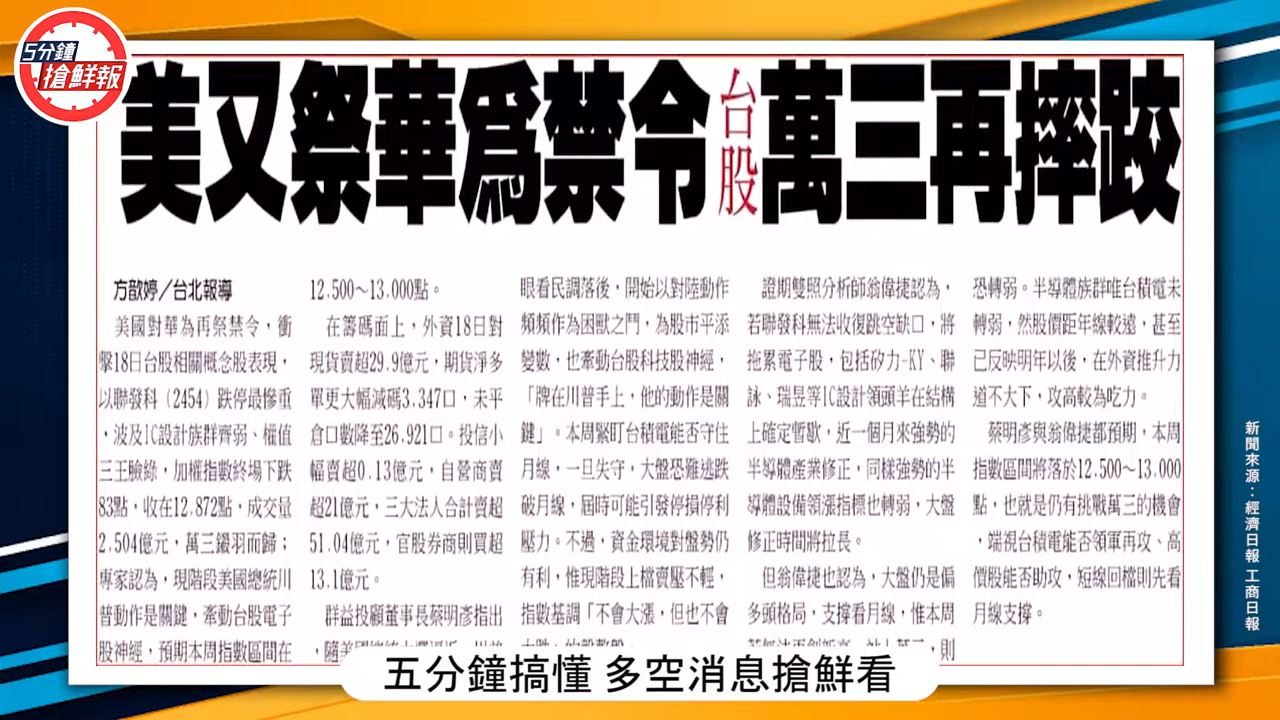 5分鐘
搶鮮報
美又祭華為禁令 台股 萬三再摔跤
方歆婷／台北報導
美國對華為再祭禁令，衝
擊18日台股相關概念股表現，
以聯發科（2454）跌停最慘重
，波及IC設計族群齊弱、權值
三王臉綠，加權指數終場下跌
83點，收在12,872點，成交量
2,504億元，萬三鎩羽而歸；
專家認為，現階段美國總統川
普動作是關鍵，牽動台股電子
股神經，預期本周指數區間在
12,500～13,000點。
在籌碼面上，外資18日對
現貨賣超29.9億元，期貨淨多
單更大幅減碼3,347口，未平
倉口數降至26,921口。投信小
幅賣超0.13億元，自營商賣
超21億元，三大法人合計賣超
51.04億元，官股券商則買超
13.1億元。
群益投顧董事長蔡明彥指出
，隨美國總統大選逼近，川普
眼看民調落後，開始以對陸動作
頻頻作為困獸之鬥，為股市平添
變數，也牽動台股科技股神經，
「牌在川普手上，他的動作是關
鍵」。本周緊盯台積電能否守住
月線，一旦失守，大盤恐難逃跌
破月線，屆時可能引發停損停利
壓力。不過，資金環境對盤勢仍
有利，惟現階段上檔賣壓不輕，
指數基調「不會大漲，但也不會
證期雙照分析師翁偉捷認為，
若聯發科無法收復跳空缺口，將
拖累電子股，包括矽力-KY、聯
詠、瑞昱等IC設計領頭羊在結構
上確定暫歇，近一個月來強勢的
半導體產業修正，同樣強勢的半
導體設備領漲指標也轉弱，大盤
修正時間將拉長。
但翁偉捷也認為，大盤仍是偏
多頭格局，支撐看月線，惟本周
則
恐轉弱。半導體族群唯台積電未
轉弱，然股價距年線較遠，甚至
已反映明年以後，在外資推升力
道不大下，攻高較為吃力。
蔡明彥與翁偉捷都預期，本周
指數區間將落於12,500～13,000
點，也就是仍有挑戰萬三的機會
，端視台積電能否領軍再攻、高
價股能否助攻，短線回檔則先看
月線支撐。
新聞來源：經濟日報 工商日報
五分鐘搞懂 多空消息搶鮮看